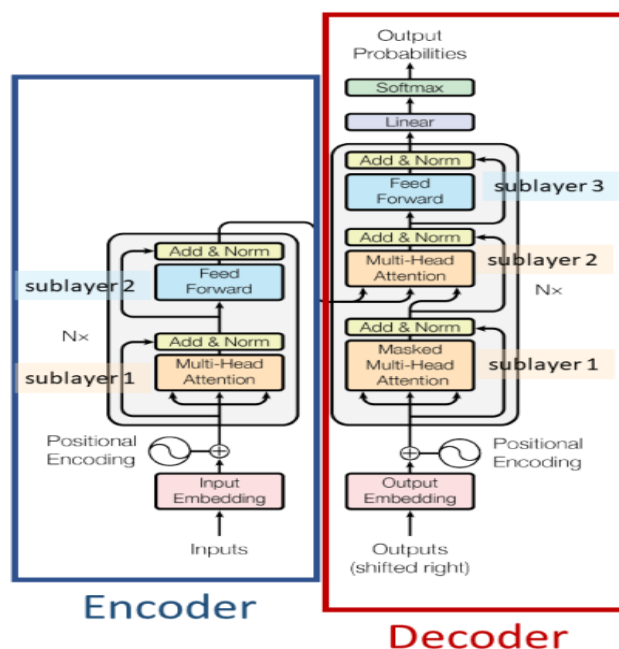 Output
Probabilities
Softmax
Linear
Add & Norm
Feed
Forward
sublayer 3
Add & Norm
Multi-Head
Attention
sublayer 2
Nx
Add & Norm
Masked
Multi-Head
Attention
sublayer 1
Positional
Encoding
Output
Embedding
Outputs
(shifted right)
Add & Norm
Feed
Forward
sublayer 2
Nx
Add & Norm
Multi-Head
Attention
sublayer 1
Positional
Encoding
Input
Embedding
Inputs
Encoder
Decoder